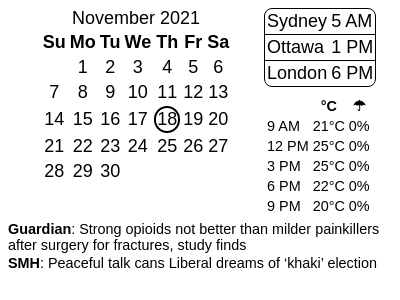 November 2021
Su Mo Tu We Th Fr Sa
1 2 3 4 5 6
7 8 9 10 11 12 13
14 15 16 17 18 19 20
21 22 23 24 25 26 27
28 29 30
Sydney 5 AM
Ottawa 1 PM
London 6 PM
°C ☂
9 AM 21°C 0%
12 PM 25°C 0%
3 PM 25°C 0%
6 PM 22°C 0%
9 PM 20°C 0%
Guardian: Strong opioids not better than milder painkillers
after surgery for fractures, study finds
SMH: Peaceful talk cans Liberal dreams of ‘khaki’ election